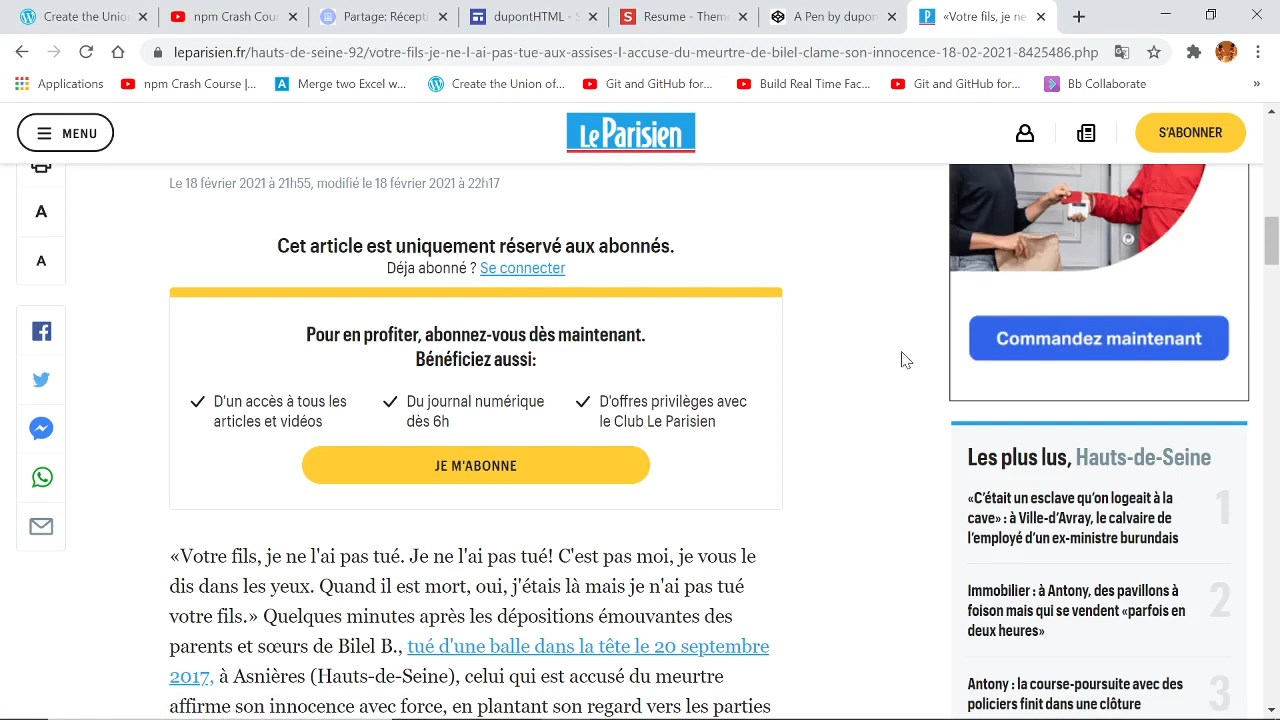 Create the Union
npm Crash Cour
Partage: Récepti
dupontHTML - S
Resume - Theme
A Pen by dupon
«Votre fils, je ne
leparisien.fr/hauts-de-seine-92/votre-fils-je-ne-l-ai-pas-tue-aux-assises-l-accuse-du-meurtre-de-bilel-clame-son-innocence-18-02-2021-8425486.php
Applications
npm Crash Course |...
Merge two Excel w...
Create the Union of...
Git and GitHub for...
Build Real Time Fac...
Git and GitHub for...
Bb Collaborate
»
MENU
Le Parisien
S'ABONNER
Le 18 février 2021 à 21h55, modifié le 18 février 2021 à 22h17
A
A
Cet article est uniquement réservé aux abonnés.
Déja abonné ? Se connecter
Pour en profiter, abonnez-vous dès maintenant.
Bénéficiez aussi:
D'un accès à tous les
articles et vidéos
Du journal numérique
dès 6h
D'offres privilèges avec
le Club Le Parisien
JE M'ABONNE
«Votre fils, je ne l'ai pas tué. Je ne l'ai pas tué! C'est pas moi, je vous le
dis dans les yeux. Quand il est mort, oui, j'étais là mais je n'ai pas tué
votre fils.» Quelques minutes après les dépositions émouvantes des
parents et sœurs de Bilel B., tué d'une balle dans la tête le 20 septembre
2017, à Asnières (Hauts-de-Seine), celui qui est accusé du meurtre
affirme son innocence avec force, en plantant son regard vers les parties
Commandez maintenant
Les plus lus, Hauts-de-Seine
«C'était un esclave qu'on logeait à la
cave» : à Ville-d'Avray, le calvaire de
l'employé d'un ex-ministre burundais
1
Immobilier : à Antony, des pavillons à
foison mais qui se vendent «parfois en
deux heures»
2
Antony : la course-poursuite avec des
policiers finit dans une clôture
3